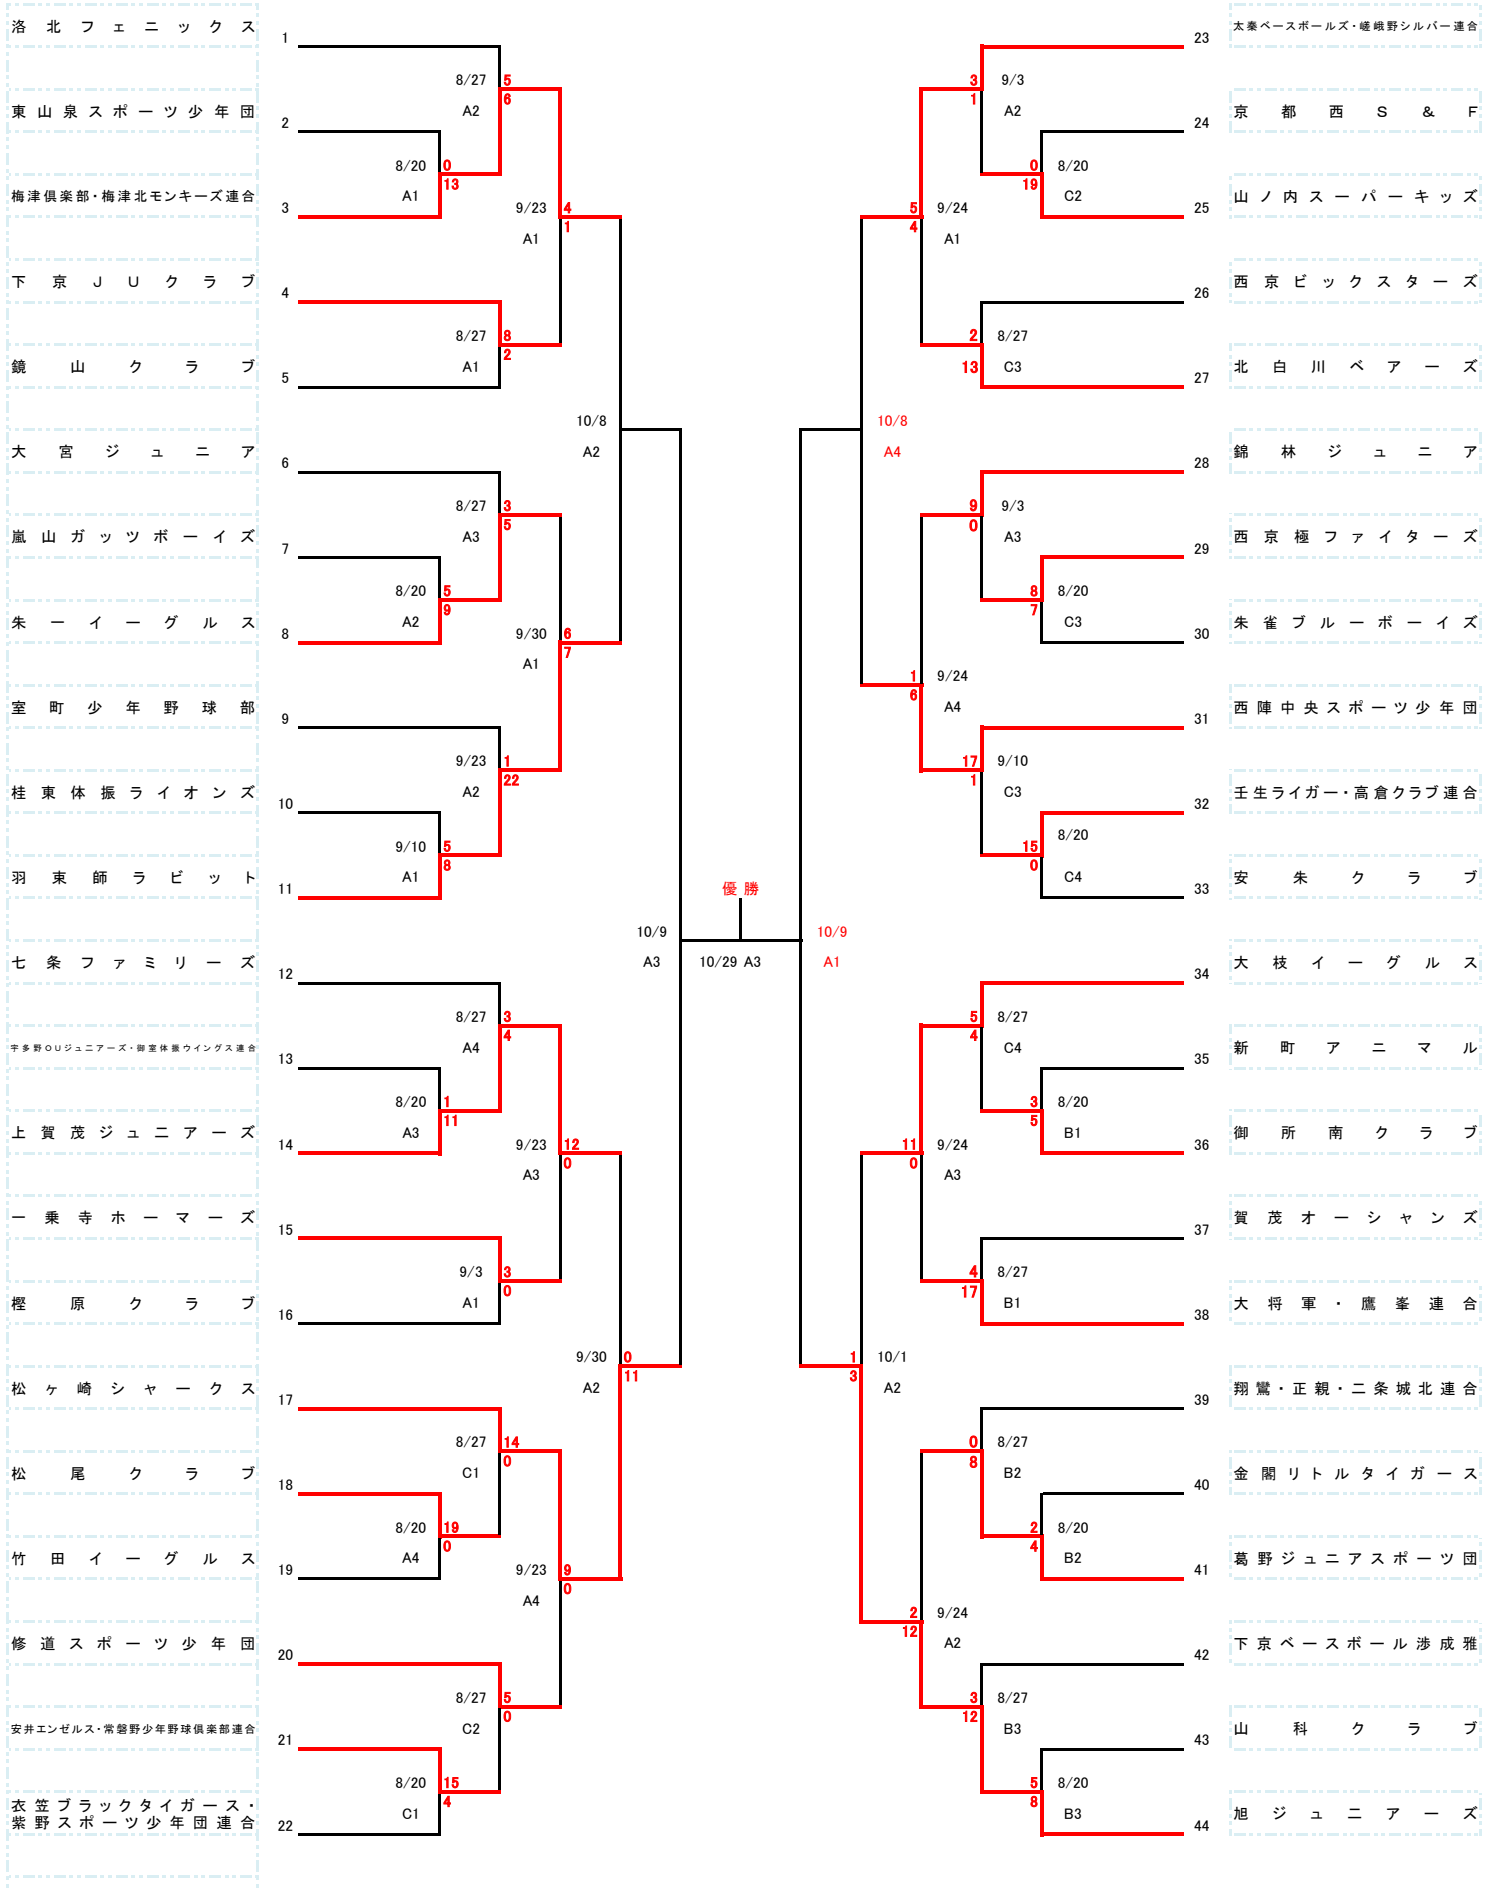 洛北フェニックス
1
東山泉スポーツ少年団
2
梅津倶楽部・梅津北モンキーズ連合
3
下京JUクラブ
4
鏡山クラブ
5
大宮ジュニア
6
嵐山ガッツボーイズ
7
朱一イーグルス
8
室町少年野球部
9
桂東体振ライオンズ
10
羽束師ラビット
11
七条ファミリーズ
12
宇多野OUジュニアーズ・御室体振ウイングス連合
13
上賀茂ジュニアーズ
14
一乗寺ホーマーズ
15
樫原クラブ
16
松ヶ崎シャークス
17
松尾クラブ
18
竹田イーグルス
19
修道スポーツ少年団
20
安井エンゼルス・常磐野少年野球倶楽部連合
21
衣笠ブラックタイガース・
紫野スポーツ少年団連合
22
8/20
A1
0
13
8/20
A2
5
9
9/10
A1
5
8
8/20
A3
1
11
8/20
A4
19
0
8/20
C1
15
4
8/27
A2
5
6
8/27
A1
8
2
8/27
A3
3
5
9/23
A2
1
22
8/27
A4
3
4
9/3
A1
3
0
8/27
C1
14
0
8/27
C2
5
0
9/23
A1
4
1
9/30
A1
6
7
9/23
A3
12
0
9/23
A4
9
0
10/8
A2
9/30
A2
0
11
10/9
A3
優勝
10/29 A3
10/9
A1
10/8
A4
1
3
10/1
A2
5
4
9/24
A1
1
6
9/24
A4
11
0
9/24
A3
2
12
9/24
A2
3
1
9/3
A2
2
13
8/27
C3
9
0
9/3
A3
17
1
9/10
C3
5
4
8/27
C4
4
17
8/27
B1
0
8
8/27
B2
3
12
8/27
B3
0
19
8/20
C2
8
7
8/20
C3
15
0
8/20
C4
3
5
8/20
B1
2
4
8/20
B2
5
8
8/20
B3
23
太秦ベースボールズ・嵯峨野シルバー連合
24
京都西S&F
25
山ノ内スーパーキッズ
26
西京ビックスターズ
27
北白川ベアーズ
28
錦林ジュニア
29
西京極ファイターズ
30
朱雀ブルーボーイズ
31
西陣中央スポーツ少年団
32
壬生ライガー・高倉クラブ連合
33
安朱クラブ
34
大枝イーグルス
35
新町アニマル
36
御所南クラブ
37
賀茂オーシャンズ
38
大将軍・鷹峯連合
39
翔鸞・正親・二条城北連合
40
金閣リトルタイガース
41
葛野ジュニアスポーツ団
42
下京ベースボール渉成雅
43
山科クラブ
44
旭ジュニアーズ